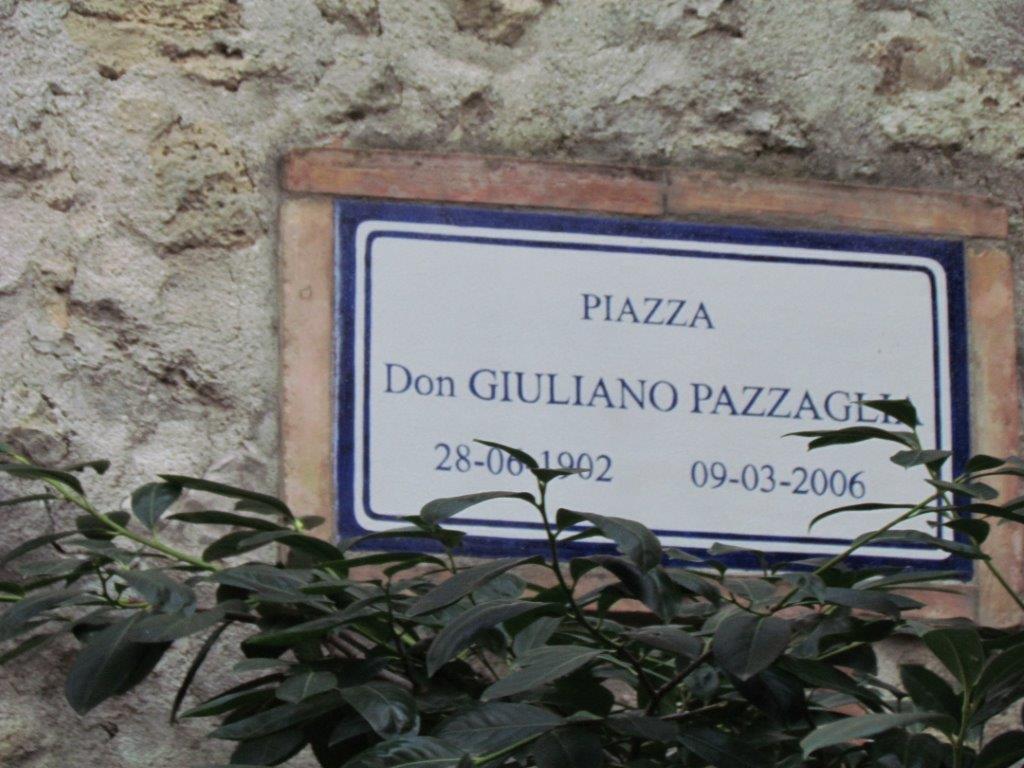 PIAZZA
Don GIULIANO PAZZAGLIA
28-06-1902 09-03-2006